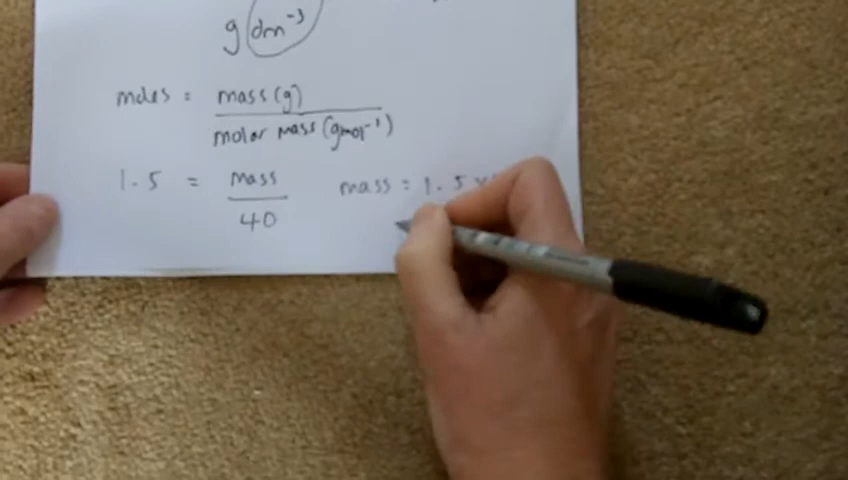 g dm⁻³
moles = mass (g)
molar mass (gmol⁻¹)
1.5 = mass
40
mass = 1.5 x